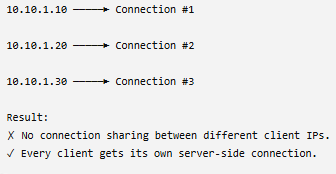 10.10.1.10 ────► Connection #1
10.10.1.20 ────► Connection #2
10.10.1.30 ────► Connection #3
Result:
✗ No connection sharing between different client IPs.
✓ Every client gets its own server-side connection.